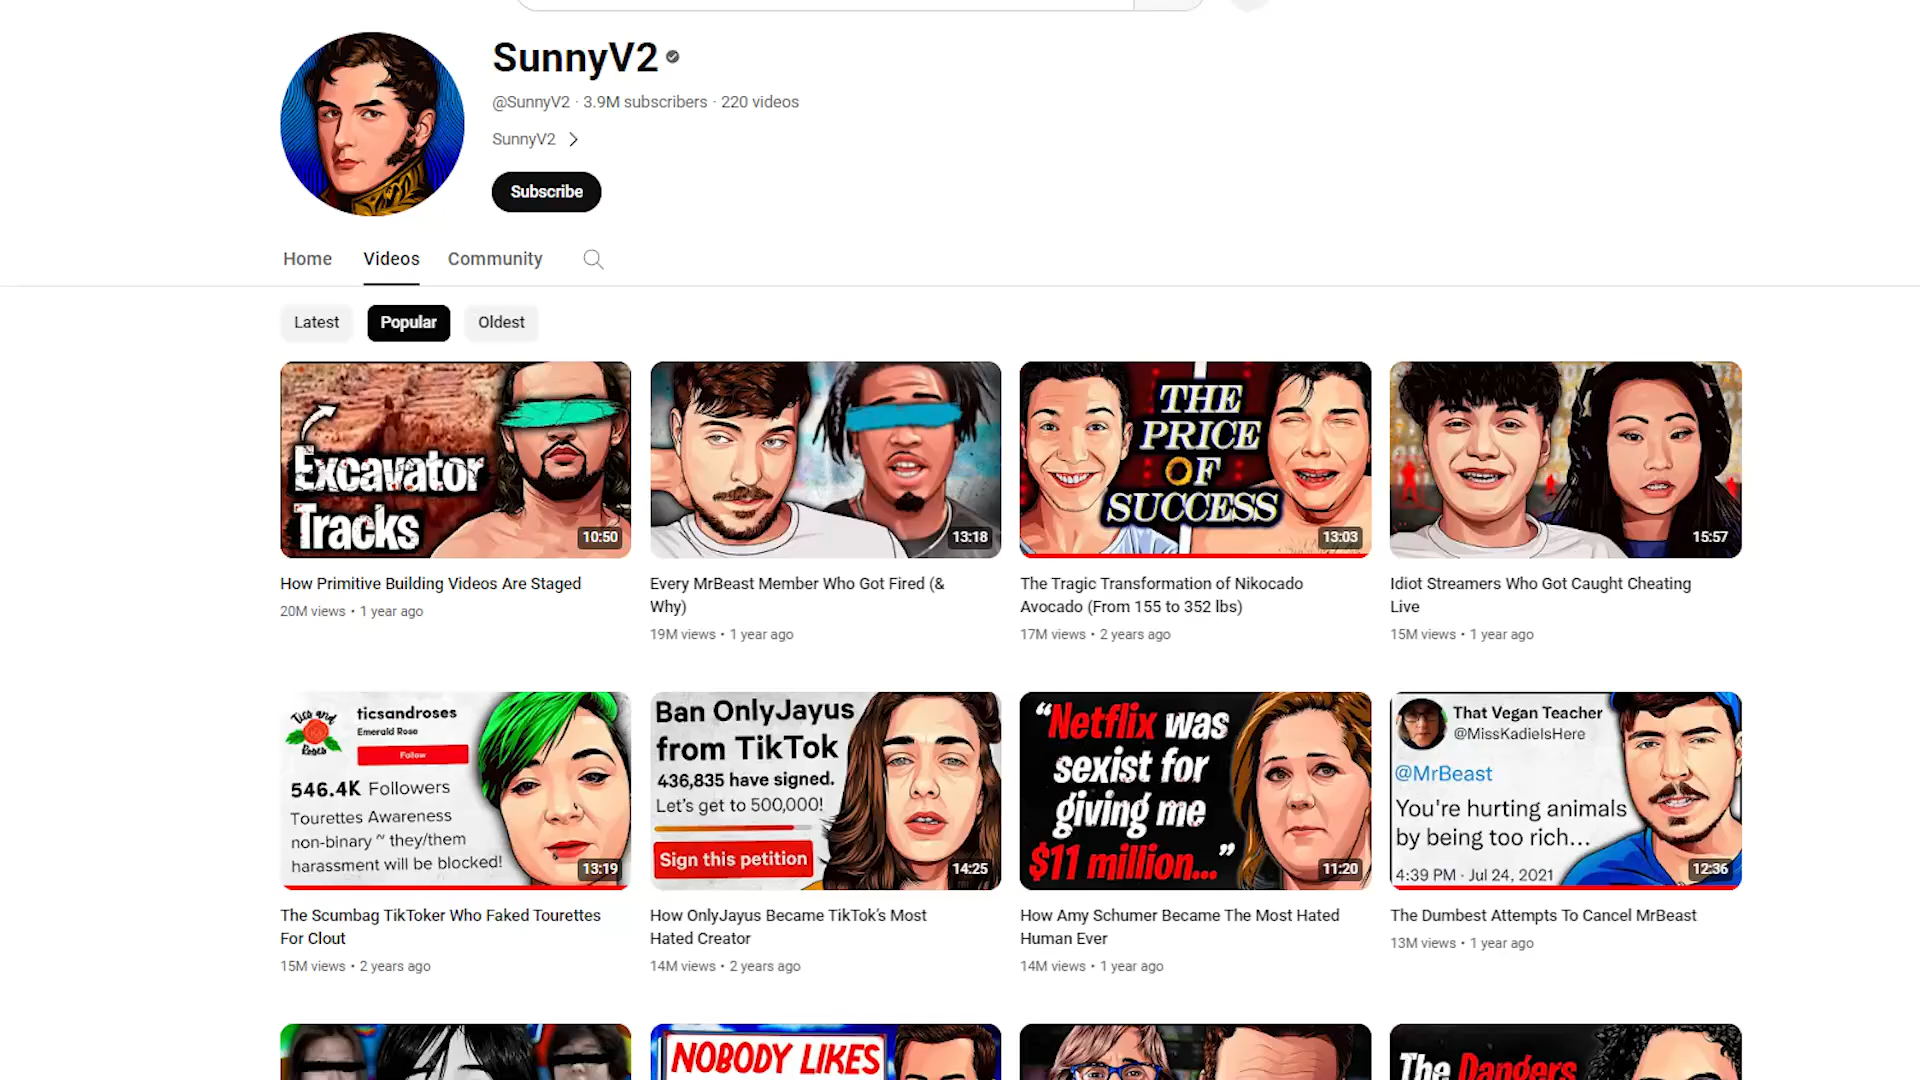 SunnyV2
@SunnyV2 · 3.9M subscribers · 220 videos
SunnyV2
Subscribe
Home Videos Community
Latest Popular Oldest
Excavator
Tracks
10:50
How Primitive Building Videos Are Staged
20M views • 1 year ago
13:18
Every MrBeast Member Who Got Fired (&
Why)
19M views • 1 year ago
THE
PRICE
OF
SUCCESS
13:03
The Tragic Transformation of Nikocado
Avocado (From 155 to 352 lbs)
17M views • 2 years ago
15:57
Idiot Streamers Who Got Caught Cheating
Live
15M views • 1 year ago
Tics and
Roses
ticsandroses
Emerald Rose
Follow
546.4K Followers
Tourettes Awareness
non-binary ~ they/them
harassment will be blocked!
13:19
The Scumbag TikToker Who Faked Tourettes
For Clout
15M views • 2 years ago
Ban OnlyJayus
from TikTok
436,835 have signed.
Let's get to 500,000!
Sign this petition
14:25
How OnlyJayus Became TikTok's Most
Hated Creator
14M views • 2 years ago
“Netflix was
sexist for
giving me
$11 million...”
11:20
How Amy Schumer Became The Most Hated
Human Ever
14M views • 1 year ago
That Vegan Teacher
@MissKadieIsHere
@MrBeast
You're hurting animals
by being too rich...
4:39 PM · Jul 24, 2021
12:36
The Dumbest Attempts To Cancel MrBeast
13M views • 1 year ago
NOBODY LIKES
The Dangers